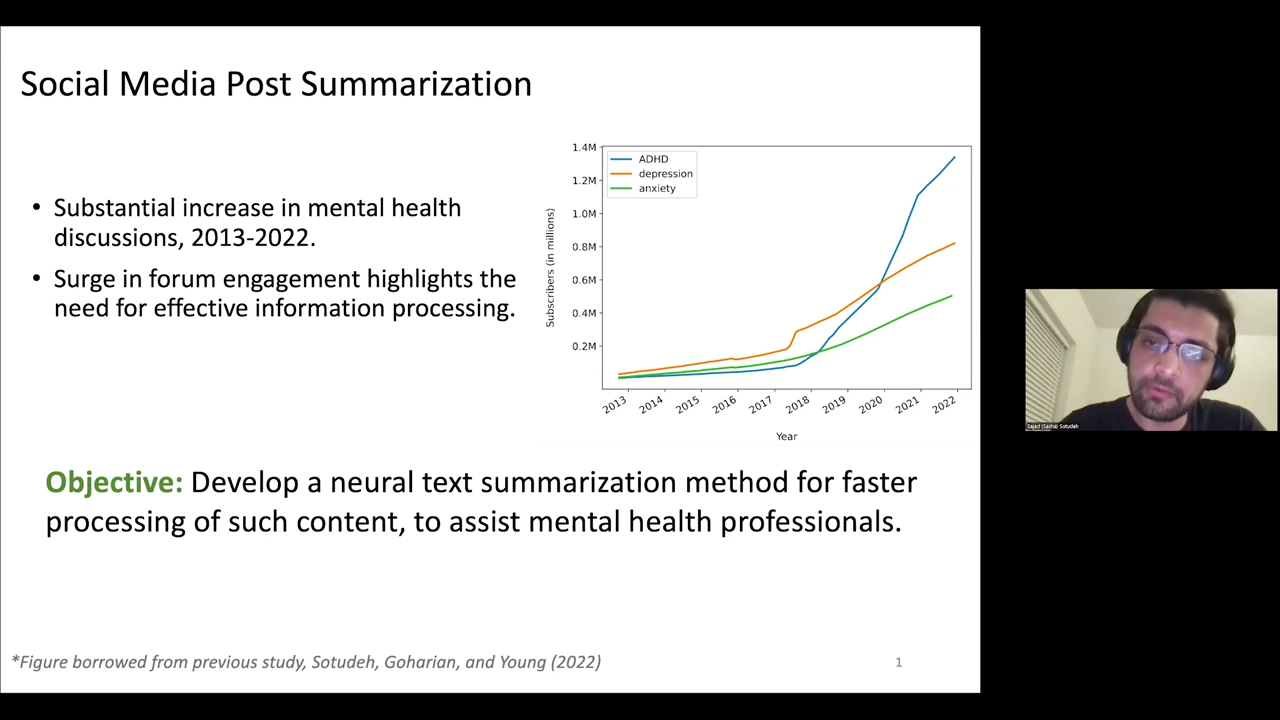 Social Media Post Summarization
• Substantial increase in mental health
discussions, 2013-2022.
• Surge in forum engagement highlights the
need for effective information processing.
ADHD
depression
anxiety
1.4M
1.2M
1.0M
0.8M
0.6M
0.4M
0.2M
Subscribers (in millions)
2013 2014 2015 2016 2017 2018 2019 2020 2021 2022
Year
Objective: Develop a neural text summarization method for faster
processing of such content, to assist mental health professionals.
*Figure borrowed from previous study, Sotudeh, Goharian, and Young (2022)
1
Sajad (Sasha) Sotudeh